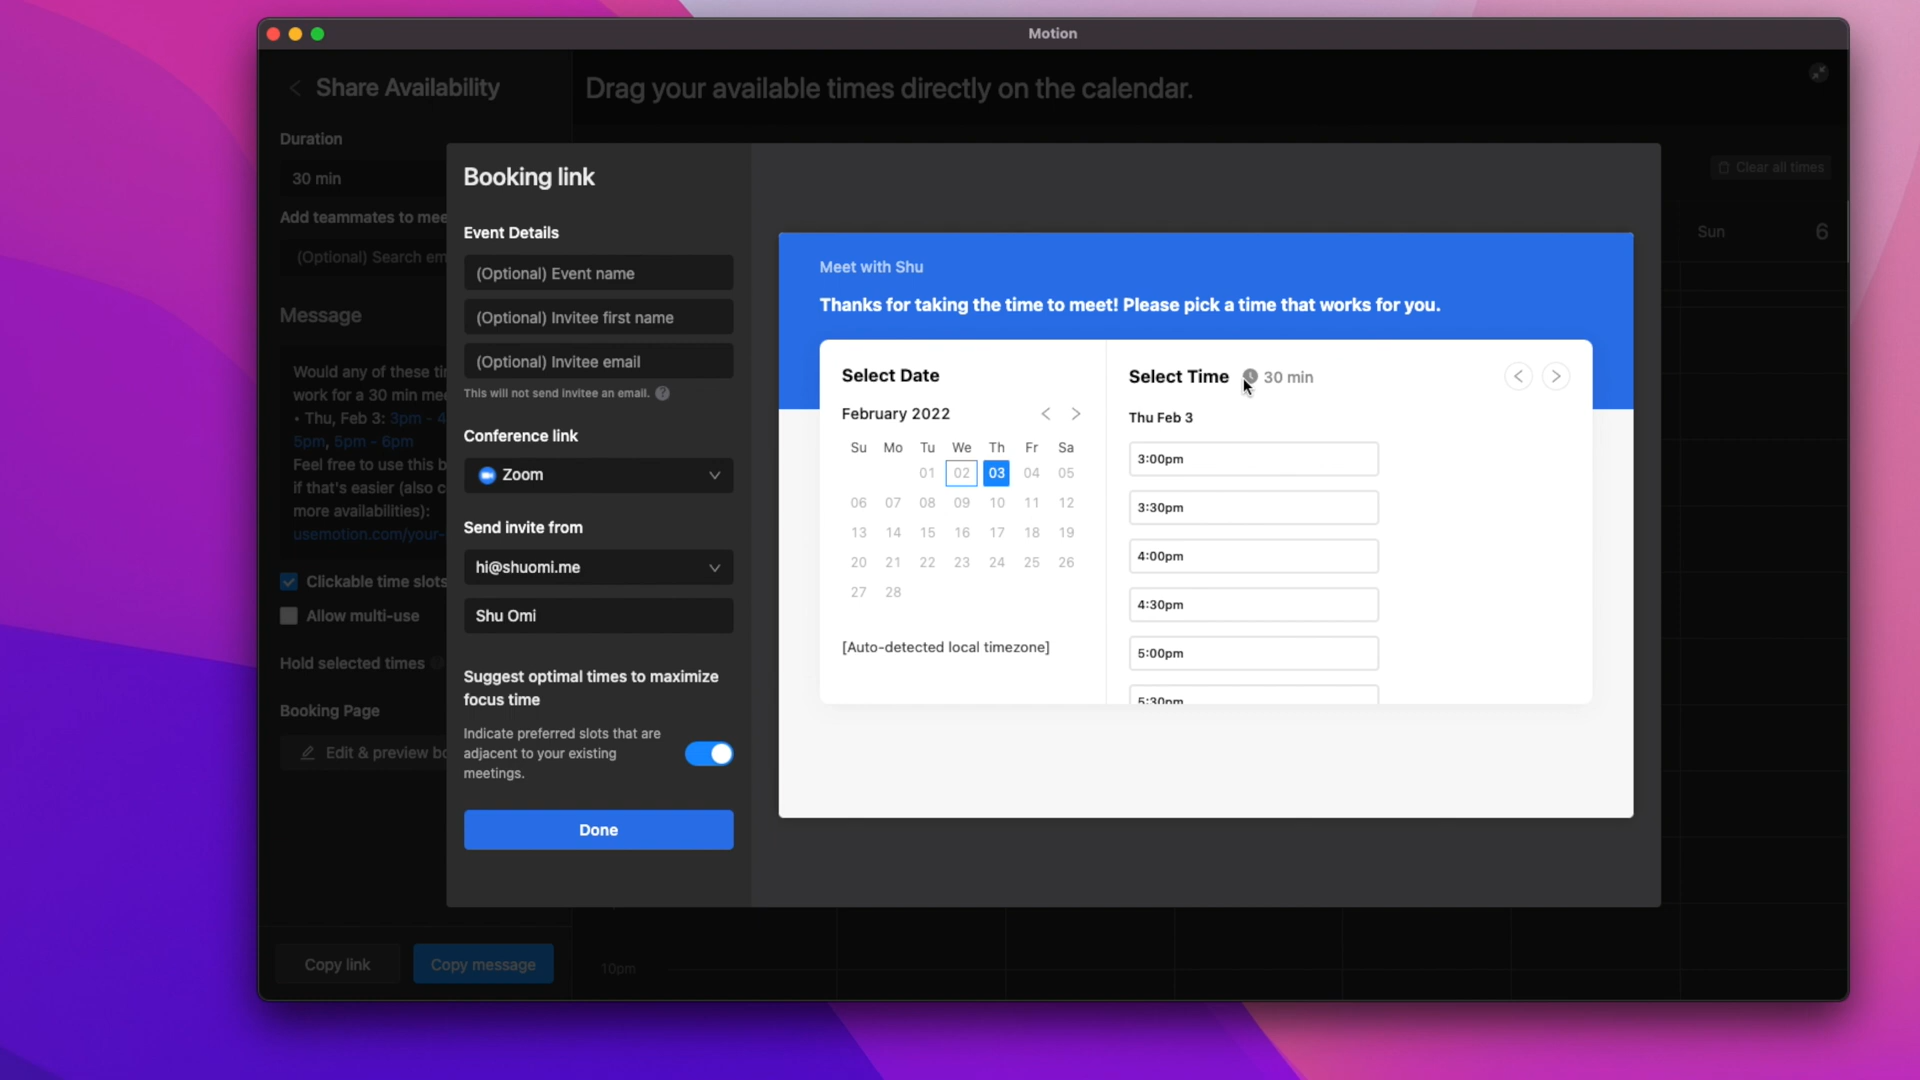 Motion
Share Availability
Drag your available times directly on the calendar.
Duration
30 min
Add teammates to mee
(Optional) Search em
Message
Would any of these ti
work for a 30 min mee
• Thu, Feb 3: 3pm - 4
5pm, 5pm - 6pm
Feel free to use this b
if that's easier (also c
more availabilities):
usemotion.com/your-
Clickable time slots
Allow multi-use
Hold selected times
Booking Page
Edit & preview bo
Copy link
Copy message
Clear all times
Sun 6
10pm
Booking link
Event Details
(Optional) Event name
(Optional) Invitee first name
(Optional) Invitee email
This will not send invitee an email. ?
Conference link
Zoom
Send invite from
hi@shuomi.me
Shu Omi
Suggest optimal times to maximize
focus time
Indicate preferred slots that are
adjacent to your existing
meetings.
Done
Meet with Shu
Thanks for taking the time to meet! Please pick a time that works for you.
Select Date
February 2022
Su Mo Tu We Th Fr Sa
01 02 03 04 05
06 07 08 09 10 11 12
13 14 15 16 17 18 19
20 21 22 23 24 25 26
27 28
[Auto-detected local timezone]
Select Time 30 min
Thu Feb 3
3:00pm
3:30pm
4:00pm
4:30pm
5:00pm
5:30pm